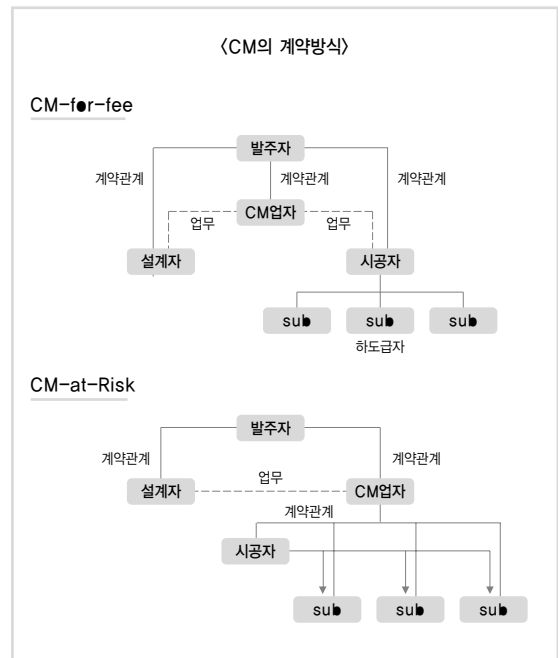 〈CM의 계약방식〉
CM-for-fee
발주자
계약관계 계약관계 계약관계
CM업자
업무 업무
설계자 시공자
sub sub sub
하도급자
CM-at-Risk
발주자
계약관계 계약관계
업무
설계자 CM업자
계약관계
시공자
sub sub sub